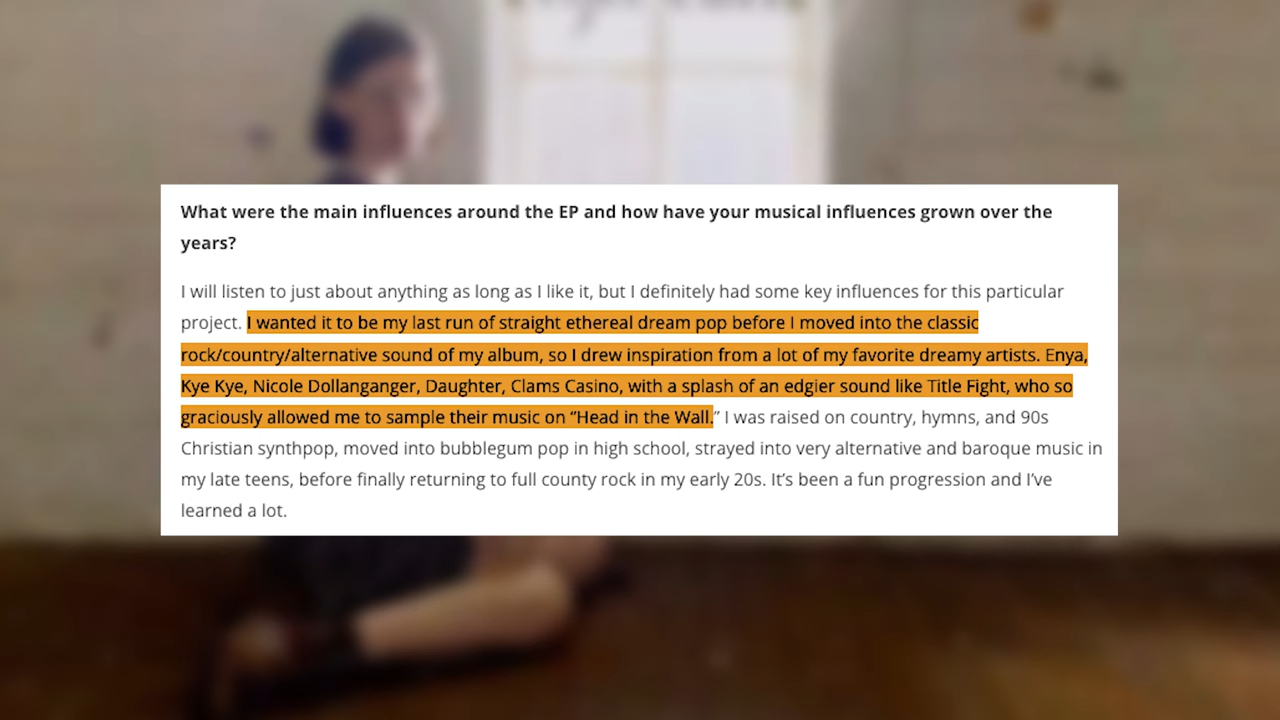 What were the main influences around the EP and how have your musical influences grown over the
years?
I will listen to just about anything as long as I like it, but I definitely had some key influences for this particular
project. I wanted it to be my last run of straight ethereal dream pop before I moved into the classic
rock/country/alternative sound of my album, so I drew inspiration from a lot of my favorite dreamy artists. Enya,
Kye Kye, Nicole Dollanganger, Daughter, Clams Casino, with a splash of an edgier sound like Title Fight, who so
graciously allowed me to sample their music on “Head in the Wall.” I was raised on country, hymns, and 90s
Christian synthpop, moved into bubblegum pop in high school, strayed into very alternative and baroque music in
my late teens, before finally returning to full county rock in my early 20s. It’s been a fun progression and I’ve
learned a lot.